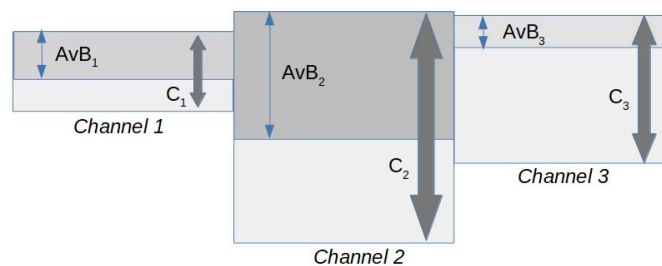 AvB₁
C₁
Channel 1
AvB₂
C₂
Channel 2
AvB₃
C₃
Channel 3